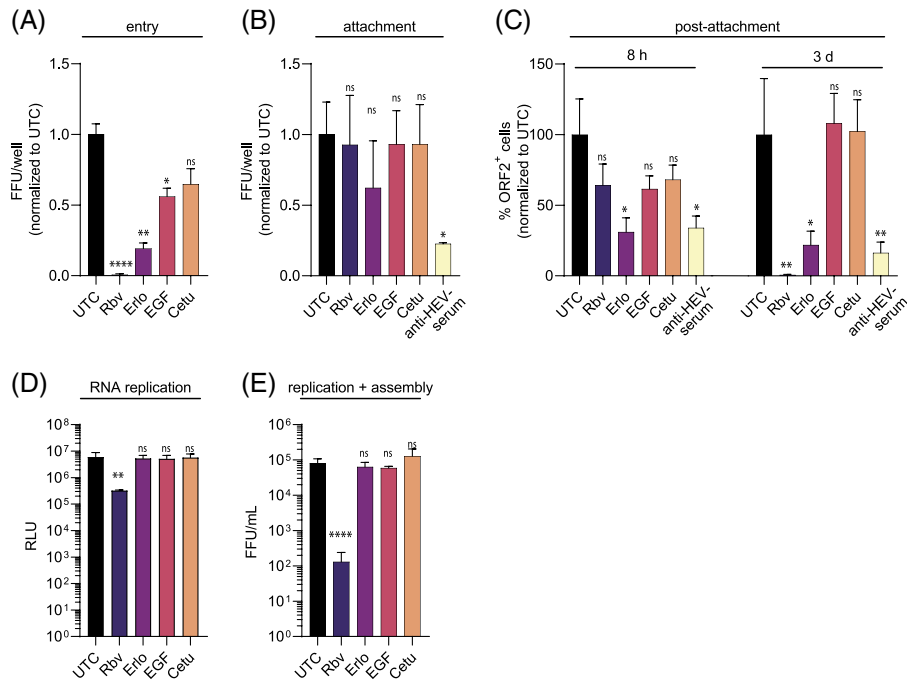 (A)
entry
FFU/well
(normalized to UTC)
1.5
1.0
0.5
0.0
****
**
*
ns
UTC
Rbv
Erlo
EGF
Cetu
(B)
attachment
FFU/well
(normalized to UTC)
1.5
1.0
0.5
0.0
ns
ns
ns
ns
*
UTC
Rbv
Erlo
EGF
Cetu
anti-HEV-
serum
(C)
post-attachment
8 h
3 d
% ORF2⁺ cells
(normalized to UTC)
150
100
50
0
ns
*
ns
ns
*
**
*
ns
ns
**
UTC
Rbv
Erlo
EGF
Cetu
anti-HEV-
serum
UTC
Rbv
Erlo
EGF
Cetu
anti-HEV-
serum
(D)
RNA replication
RLU
10⁸
10⁷
10⁶
10⁵
10⁴
10³
10²
10¹
10⁰
**
ns
ns
ns
UTC
Rbv
Erlo
EGF
Cetu
(E)
replication + assembly
FFU/mL
10⁶
10⁵
10⁴
10³
10²
10¹
10⁰
****
ns
ns
ns
UTC
Rbv
Erlo
EGF
Cetu